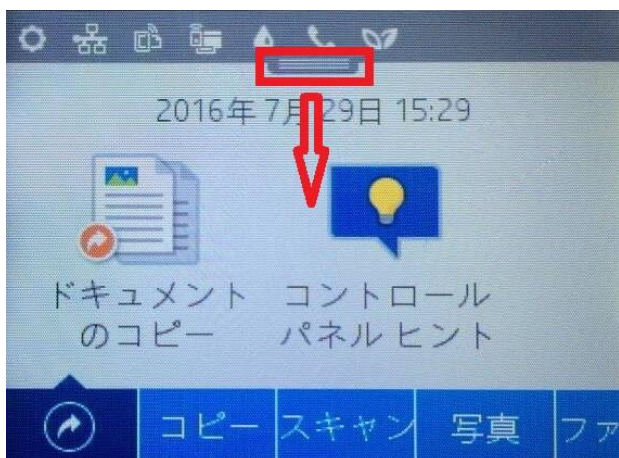 2016年7月29日 15:29
ドキュメント
のコピー
コントロール
パネル ヒント
コピー
スキャン
写真
ファ